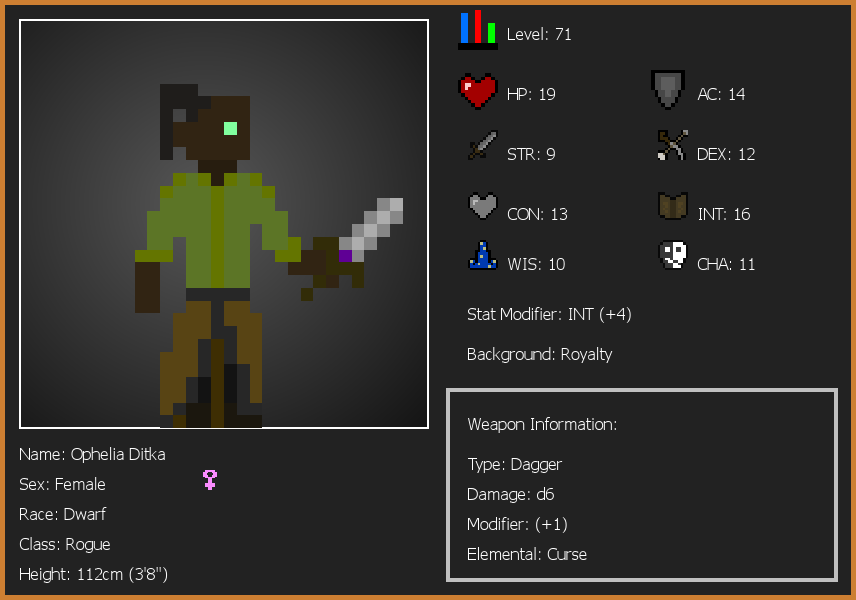 Level: 71
HP: 19
AC: 14
STR: 9
DEX: 12
CON: 13
INT: 16
WIS: 10
CHA: 11
Stat Modifier: INT (+4)
Background: Royalty
Weapon Information:
Type: Dagger
Damage: d6
Modifier: (+1)
Elemental: Curse
Name: Ophelia Ditka
Sex: Female
Race: Dwarf
Class: Rogue
Height: 112cm (3'8")